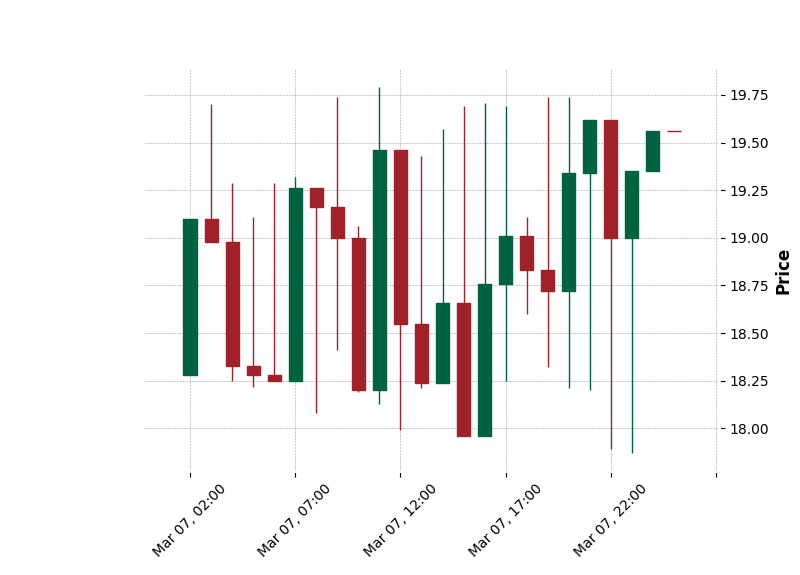 19.75
19.50
19.25
19.00
18.75
18.50
18.25
18.00
Price
Mar 07, 02:00
Mar 07, 07:00
Mar 07, 12:00
Mar 07, 17:00
Mar 07, 22:00